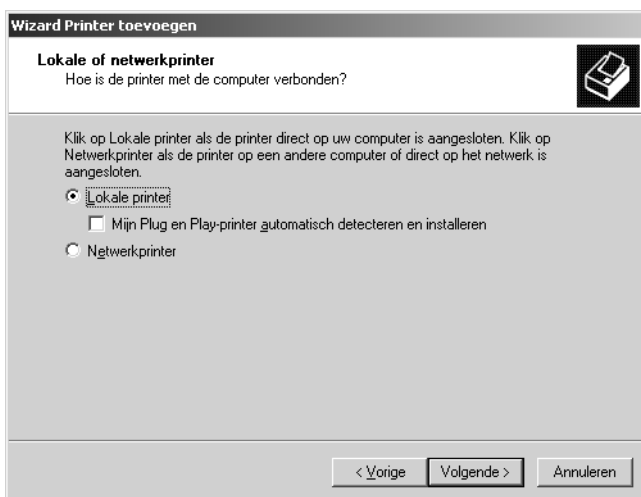 Wizard Printer toevoegen
Lokale of netwerkprinter
Hoe is de printer met de computer verbonden?
Klik op Lokale printer als de printer direct op uw computer is aangesloten. Klik op
Netwerkprinter als de printer op een andere computer of direct op het netwerk is
aangesloten.
Lokale printer
Mijn Plug en Play-printer automatisch detecteren en installeren
Netwerkprinter
< Vorige Volgende > Annuleren